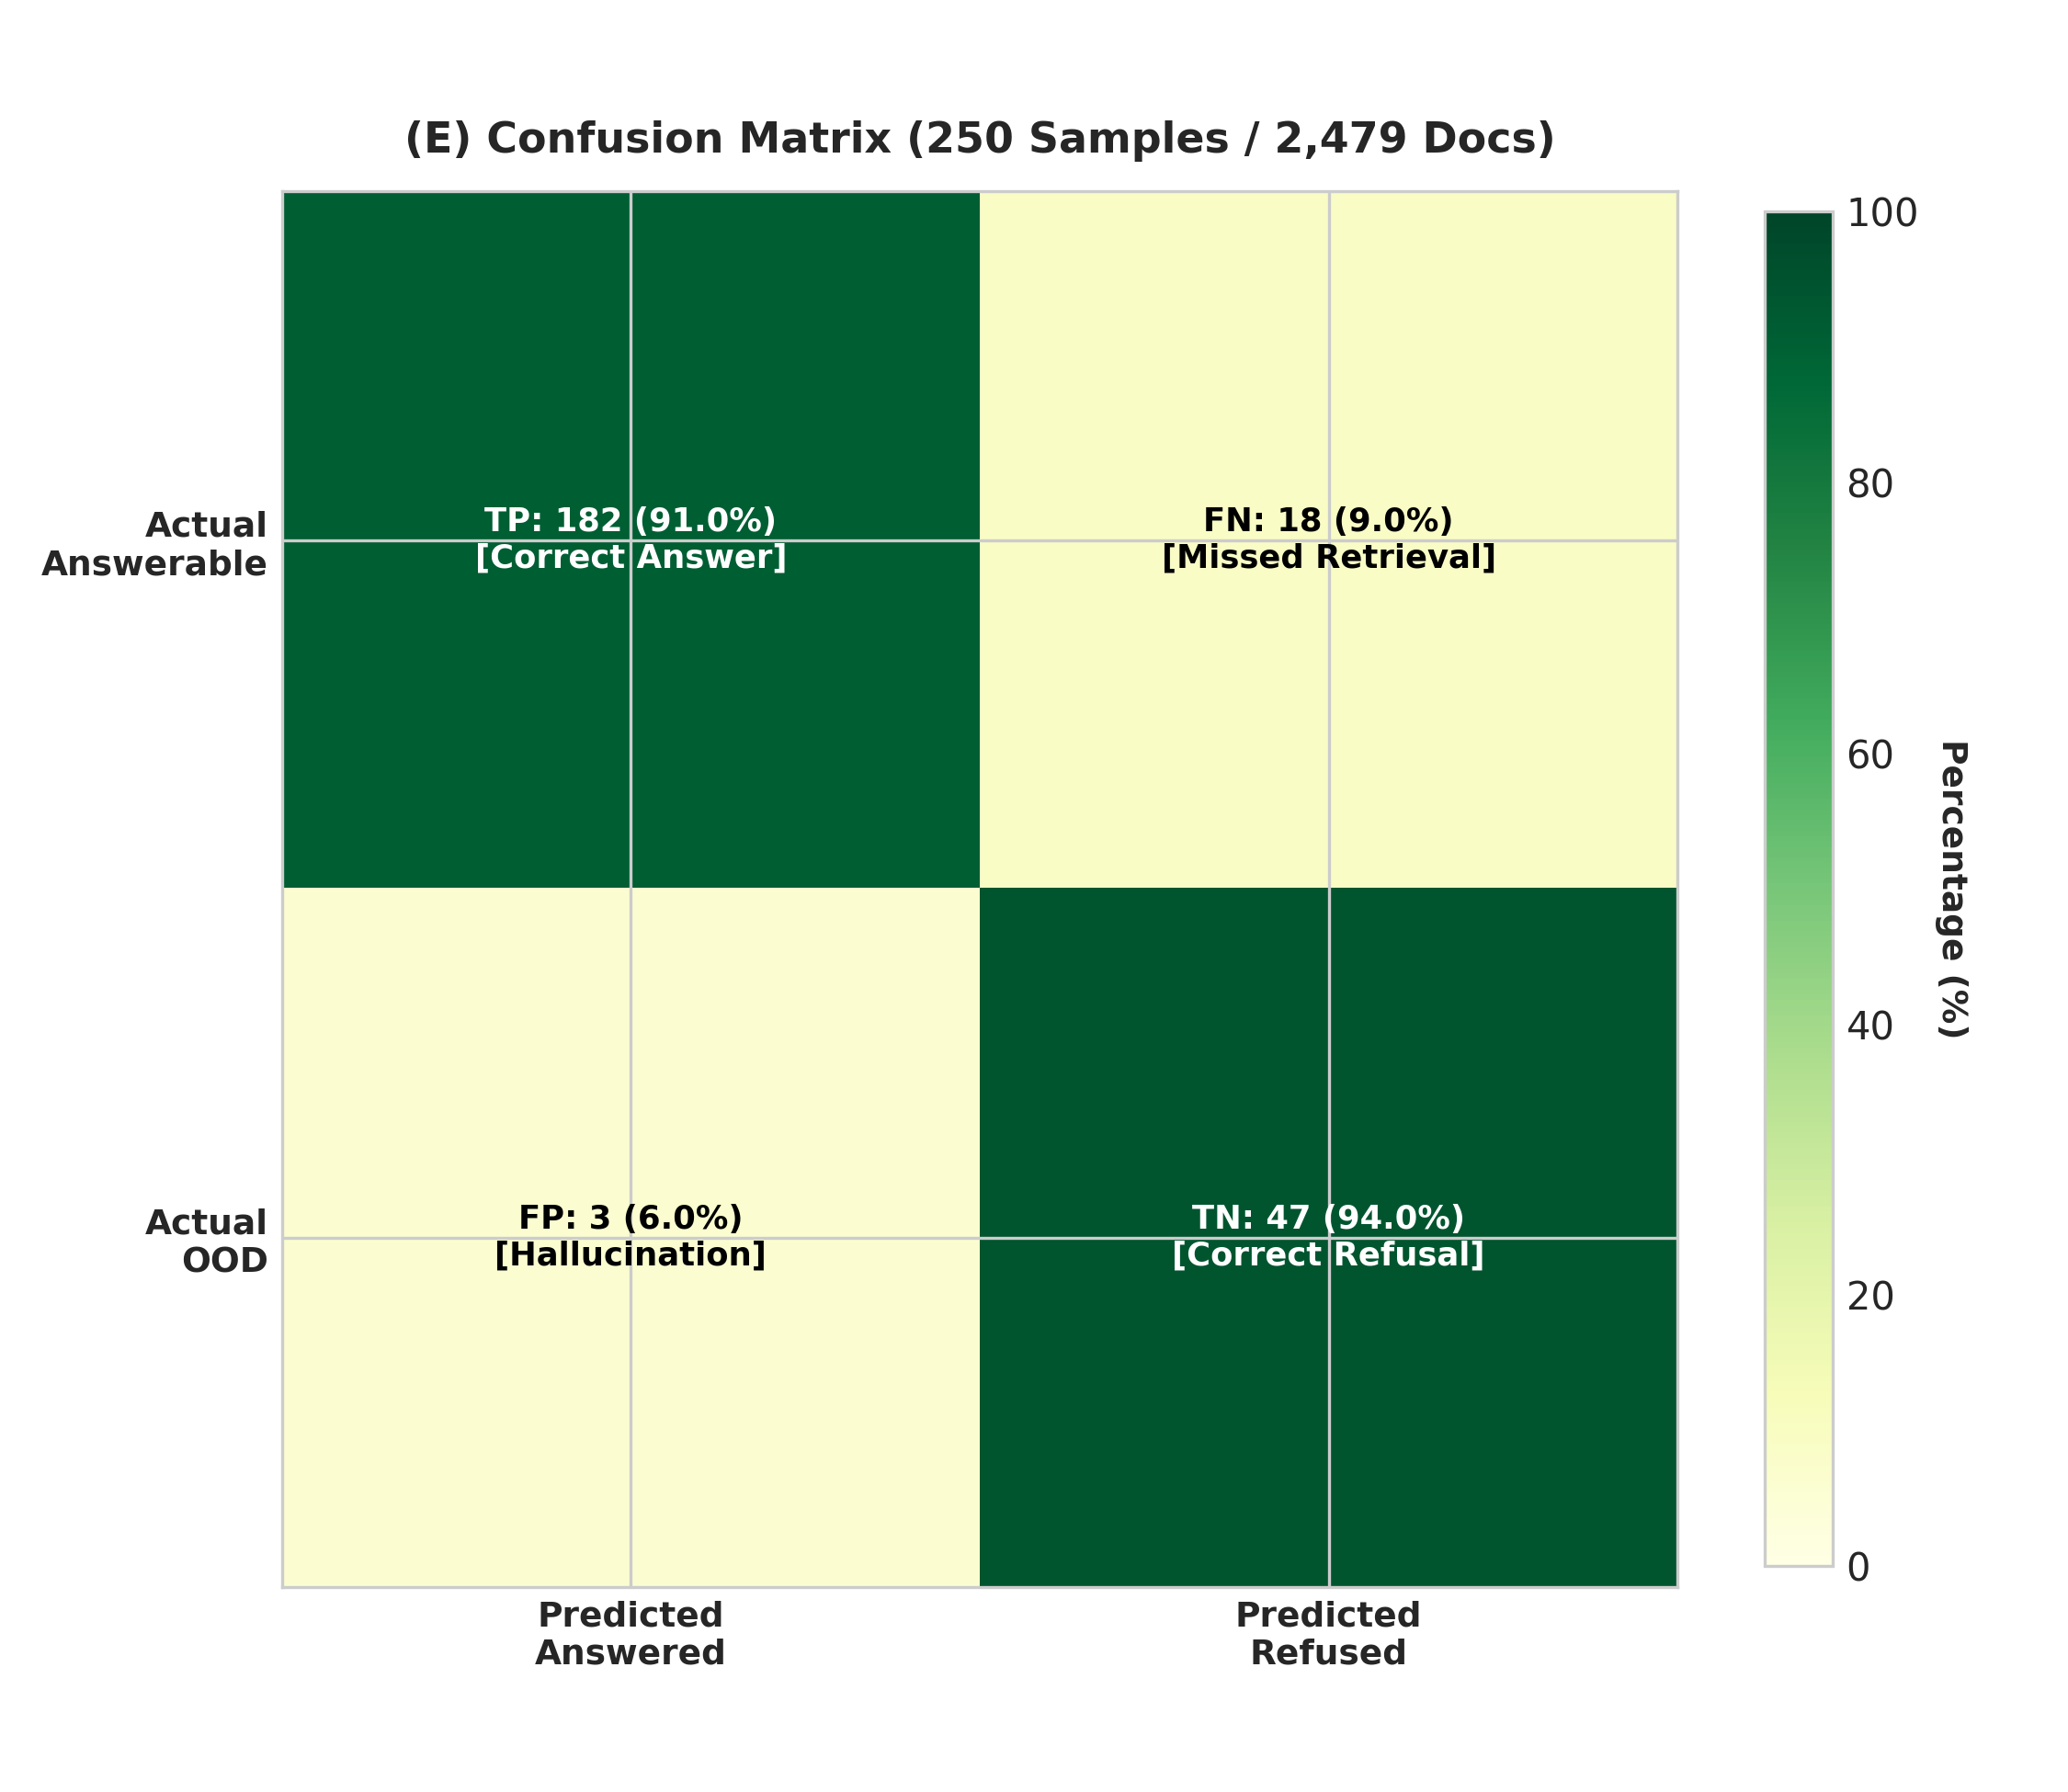 (E) Confusion Matrix (250 Samples / 2,479 Docs)
Actual
Answerable
TP: 182 (91.0%)
[Correct Answer]
FN: 18 (9.0%)
[Missed Retrieval]
Actual
OOD
FP: 3 (6.0%)
[Hallucination]
TN: 47 (94.0%)
[Correct Refusal]
Predicted
Answered
Predicted
Refused
100
80
60
40
20
0
Percentage (%)